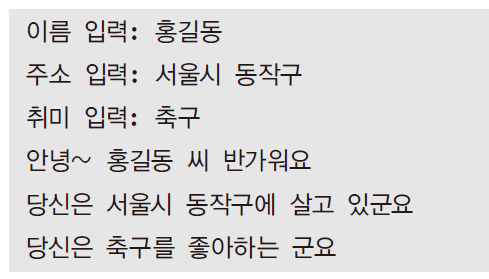 이름 입력: 홍길동
주소 입력: 서울시 동작구
취미 입력: 축구
안녕~ 홍길동 씨 반가워요
당신은 서울시 동작구에 살고 있군요
당신은 축구를 좋아하는 군요